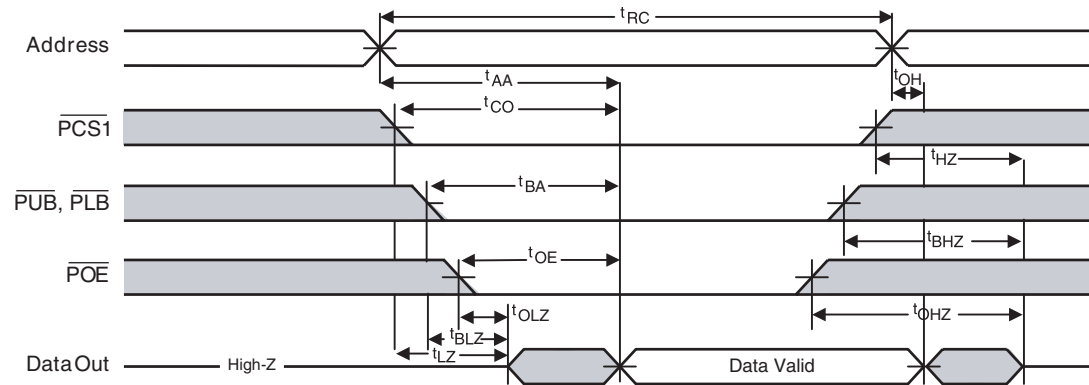 tRC
Address
tAA
tOH
tCO
PCS1
tHZ
tBA
PUB, PLB
tBHZ
tOE
POE
tOLZ
tOHZ
tBLZ
tLZ
Data Out
High-Z
Data Valid